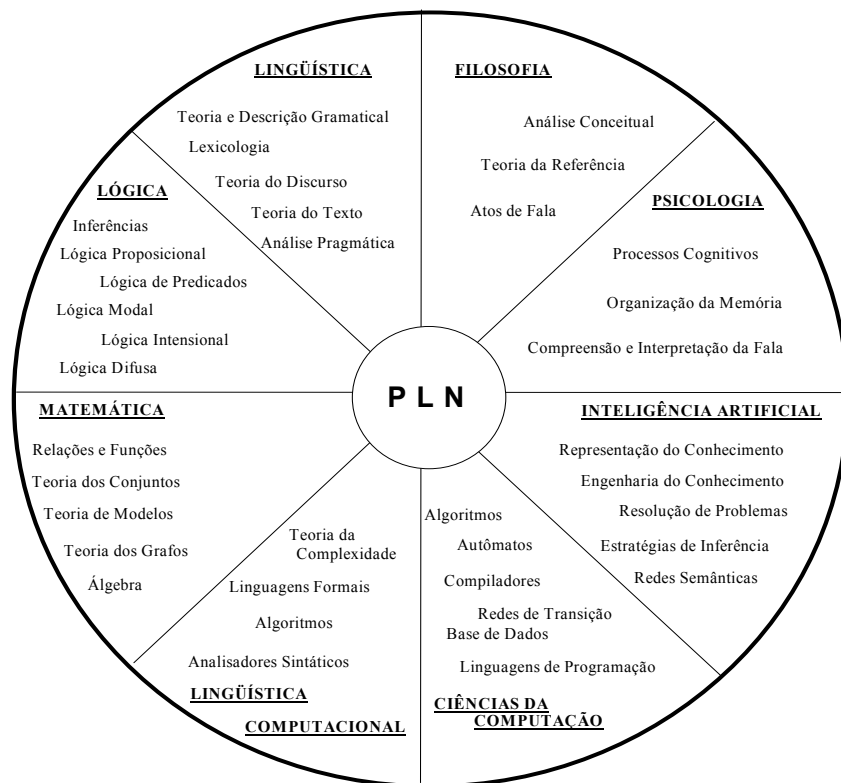 LINGÜÍSTICA
Teoria e Descrição Gramatical
Lexicologia
Teoria do Discurso
Teoria do Texto
Análise Pragmática
FILOSOFIA
Análise Conceitual
Teoria da Referência
Atos de Fala
PSICOLOGIA
Processos Cognitivos
Organização da Memória
Compreensão e Interpretação da Fala
LÓGICA
Inferências
Lógica Proposicional
Lógica de Predicados
Lógica Modal
Lógica Intensional
Lógica Difusa
PLN
MATEMÁTICA
Relações e Funções
Teoria dos Conjuntos
Teoria de Modelos
Teoria dos Grafos
Álgebra
INTELIGÊNCIA ARTIFICIAL
Representação do Conhecimento
Engenharia do Conhecimento
Resolução de Problemas
Estratégias de Inferência
Redes Semânticas
Teoria da
Complexidade
Linguagens Formais
Algoritmos
Analisadores Sintáticos
LINGÜÍSTICA
COMPUTACIONAL
Algoritmos
Autômatos
Compiladores
Redes de Transição
Base de Dados
Linguagens de Programação
CIÊNCIAS DA
COMPUTAÇÃO